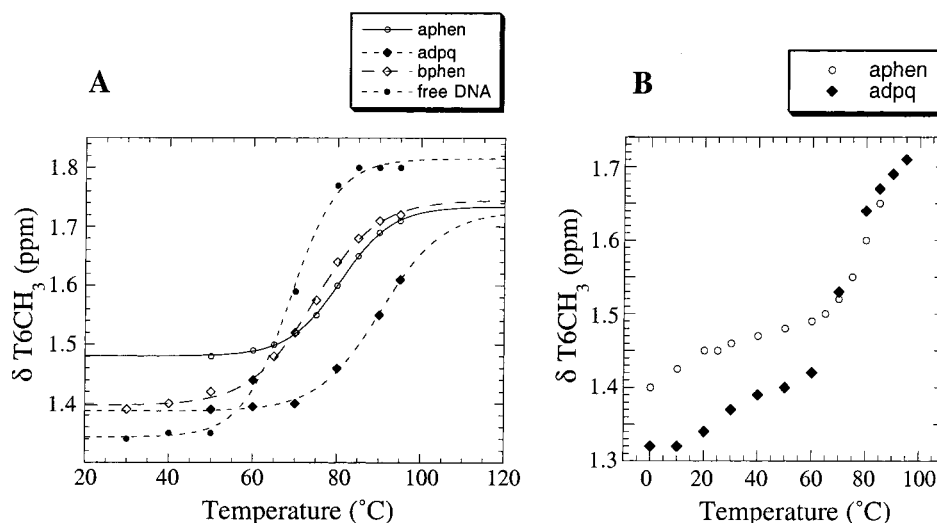 A
aphen
adpq
bphen
free DNA
δ T6CH3 (ppm)
1.8
1.7
1.6
1.5
1.4
20 40 60 80 100 120
Temperature (°C)
B
aphen
adpq
δ T6CH3 (ppm)
1.7
1.6
1.5
1.4
1.3
0 20 40 60 80 100
Temperature (°C)